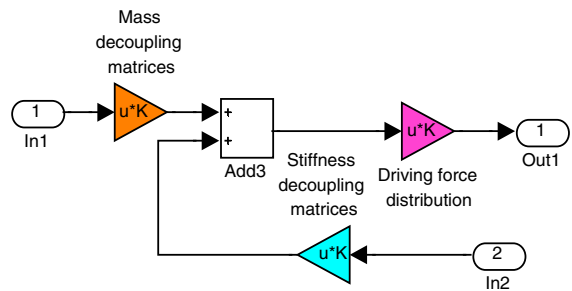 Mass
decoupling
matrices
1
In1
u*K
+
+
Add3
u*K
Driving force
distribution
1
Out1
Stiffness
decoupling
matrices
u*K
2
In2